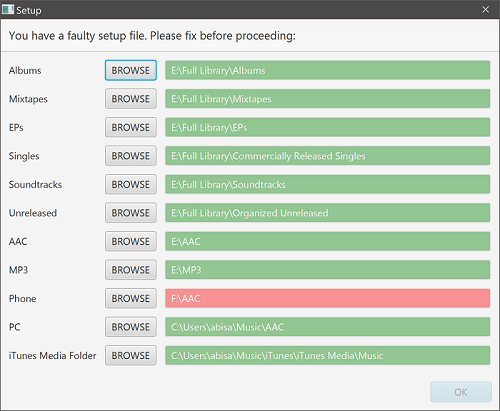 Setup
You have a faulty setup file. Please fix before proceeding:
Albums BROWSE E:\Full Library\Albums
Mixtapes BROWSE E:\Full Library\Mixtapes
EPs BROWSE E:\Full Library\EPs
Singles BROWSE E:\Full Library\Commercially Released Singles
Soundtracks BROWSE E:\Full Library\Soundtracks
Unreleased BROWSE E:\Full Library\Organized Unreleased
AAC BROWSE E:\AAC
MP3 BROWSE E:\MP3
Phone BROWSE F:\AAC
PC BROWSE C:\Users\abisa\Music\AAC
iTunes Media Folder BROWSE C:\Users\abisa\Music\iTunes\iTunes Media\Music
OK